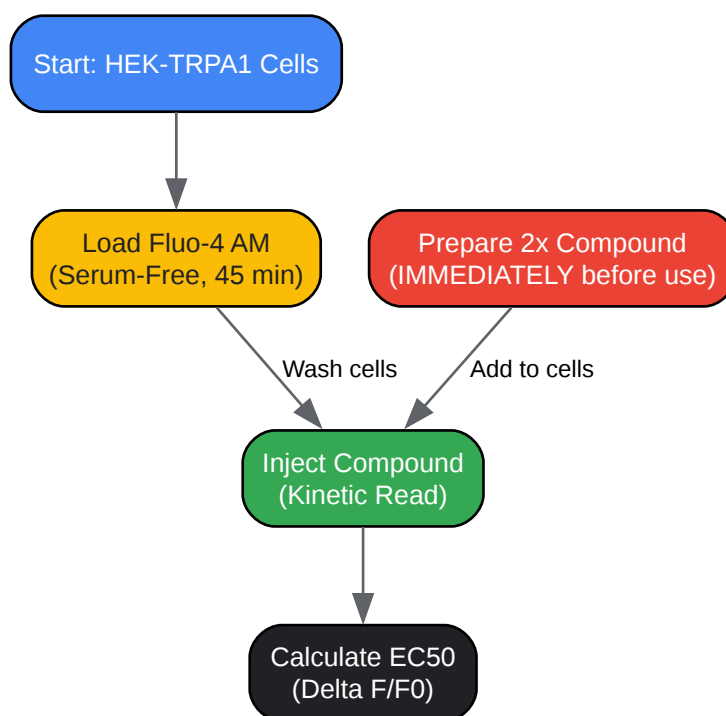 Start: HEK-TRPA1 Cells
Load Fluo-4 AM
(Serum-Free, 45 min)
Prepare 2x Compound
(IMMEDIATELY before use)
Wash cells
Add to cells
Inject Compound
(Kinetic Read)
Calculate EC50
(Delta F/F0)